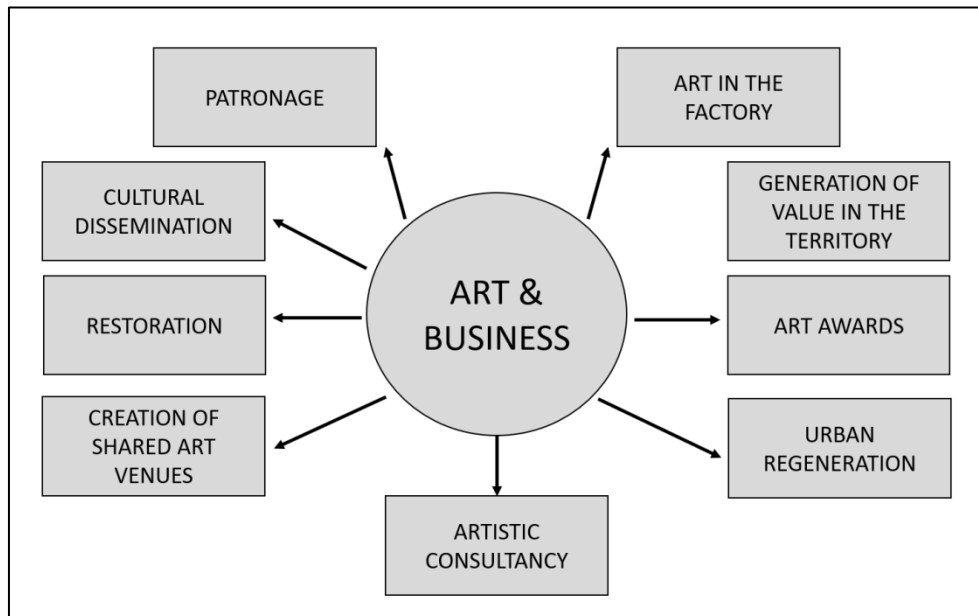 PATRONAGE
ART IN THE
FACTORY
CULTURAL
DISSEMINATION
GENERATION OF
VALUE IN THE
TERRITORY
RESTORATION
ART &
BUSINESS
ART AWARDS
CREATION OF
SHARED ART
VENUES
URBAN
REGENERATION
ARTISTIC
CONSULTANCY